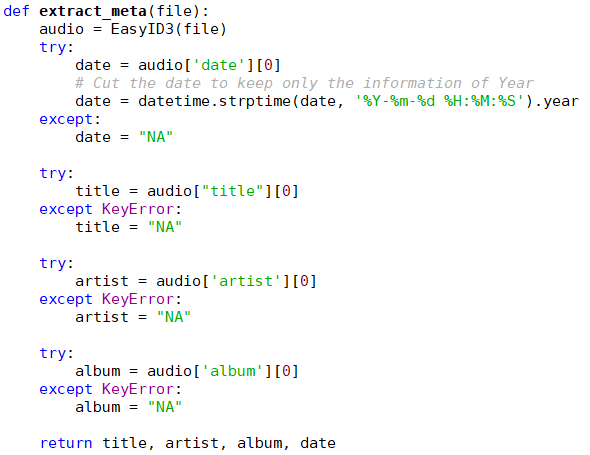 def extract_meta(file):
    audio = EasyID3(file)
    try:
        date = audio['date'][0]
        # Cut the date to keep only the information of Year
        date = datetime.strptime(date, '%Y-%m-%d %H:%M:%S').year
    except:
        date = "NA"

    try:
        title = audio["title"][0]
    except KeyError:
        title = "NA"

    try:
        artist = audio['artist'][0]
    except KeyError:
        artist = "NA"

    try:
        album = audio['album'][0]
    except KeyError:
        album = "NA"

    return title, artist, album, date